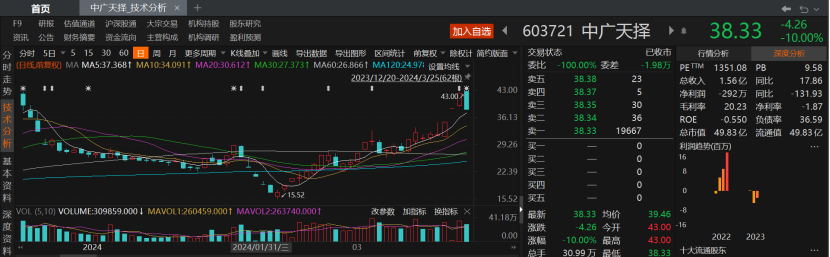 首页
中广天择_技术分析
F9 研报 估值通道 沪深股通 大宗交易 机构持股 股东研究
资讯 公告 财务摘要 资金流向 主营构成 机构调研 盈利预测
加入自选
603721 中广天择
38.33
-4.26
-10.00%
分时走势
技术分析
基本资料
深度资料
分时 5日 5 15 30 60 日 周 月 更多周期 K线叠加 画线 导出数据 导出图形 区间统计 前复权 除权计 简约版面
(日线.前复权) MA MA5:37.368↑ MA10:34.091↑ MA20:30.612↑ MA30:27.373↑ MA60:26.866↑ MA120:24.978
设置均线
2023/12/20-2024/3/25(62根)
43.00
43.00
36.13
29.26
22.39
15.52
15.52
VOL (5,10) VOLUME:309859.000↓ MAVOL1:260459.000↑ MAVOL2:263740.000↑
改参数 加指标 换指标
41.18万
0.00
2024
2024/01/31/三
03
交易状态 已收市
委比 -100.00% 委差 -1.98万
卖五 38.38 23
卖四 38.37 5
卖三 38.35 30
卖二 38.34 36
卖一 38.33 19667
买一 — 0
买二 — 0
买三 — 0
买四 — 0
买五 — 0
最新 38.33 均价 39.46
涨跌 -4.26 今开 43.00
涨幅 -10.00% 最高 43.00
总手 30.99万 最低 38.33
行情分析 深度分析
PE TTM 1351.08 PB 9.58
总收入 1.56亿 同比 17.86
净利润 -292万 同比 -131.93
毛利率 20.23 净利率 -1.87
ROE -0.550 负债率 36.59
总市值 49.83亿 流通值 49.83亿
利润趋势(百万)
16
8
0
-8
-16
2022 2023
十大流通股东